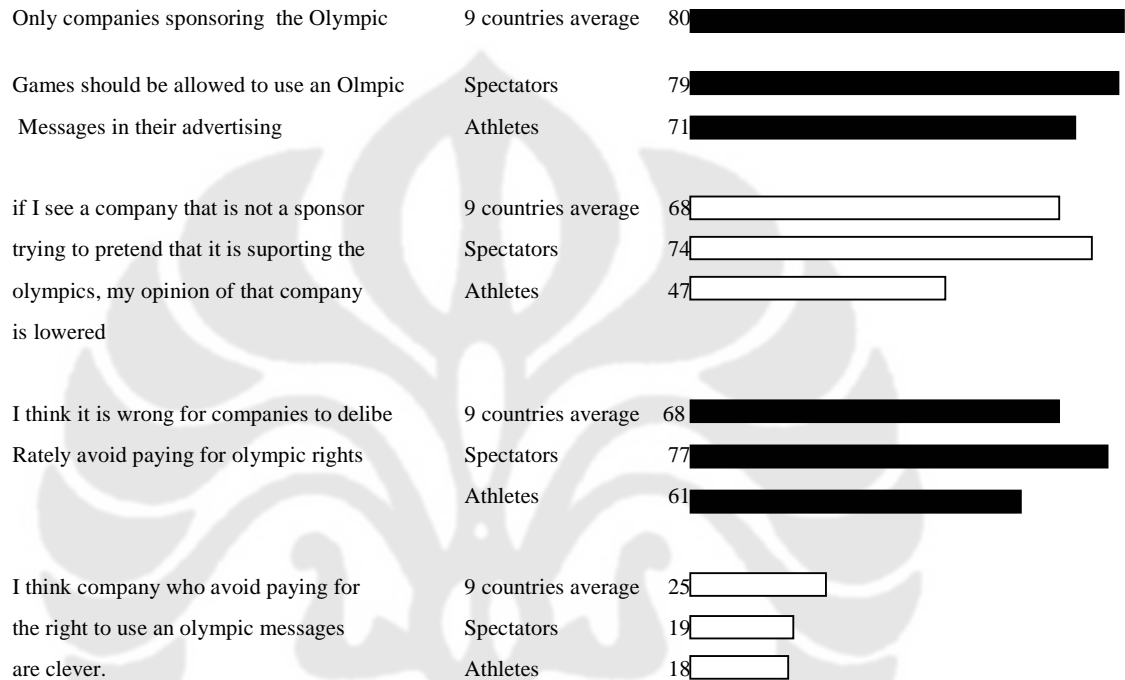 Only companies sponsoring the Olympic 9 countries average 80
Games should be allowed to use an Olmpic Spectators 79
Messages in their advertising Athletes 71
if I see a company that is not a sponsor 9 countries average 68
trying to pretend that it is suporting the Spectators 74
olympics, my opinion of that company Athletes 47
is lowered
I think it is wrong for companies to delibe 9 countries average 68
Rately avoid paying for olympic rights Spectators 77
Athletes 61
I think company who avoid paying for 9 countries average 25
the right to use an olympic messages Spectators 19
are clever. Athletes 18